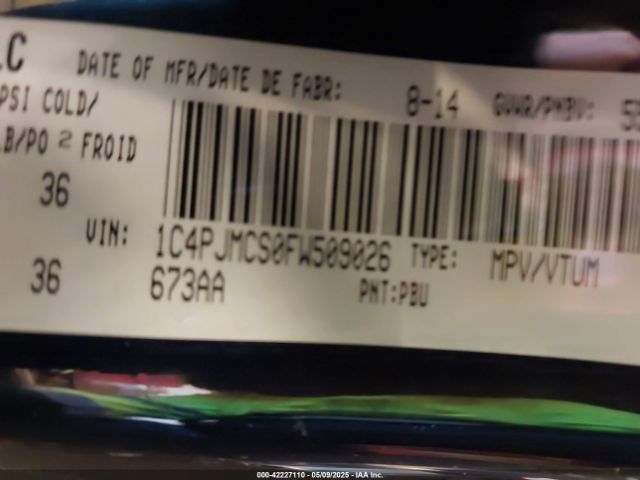 LC DATE OF MFR/DATE DE FABR: 8-14 GVWR/PNBV:
PSI COLD/
LB/PO 2 FROID
36
VIN: 1C4PJMCS0FW509026 TYPE: MPV/VTUM
36 673AA PNT:PBU
000-42227110 - 05/09/2025 - IAA Inc.